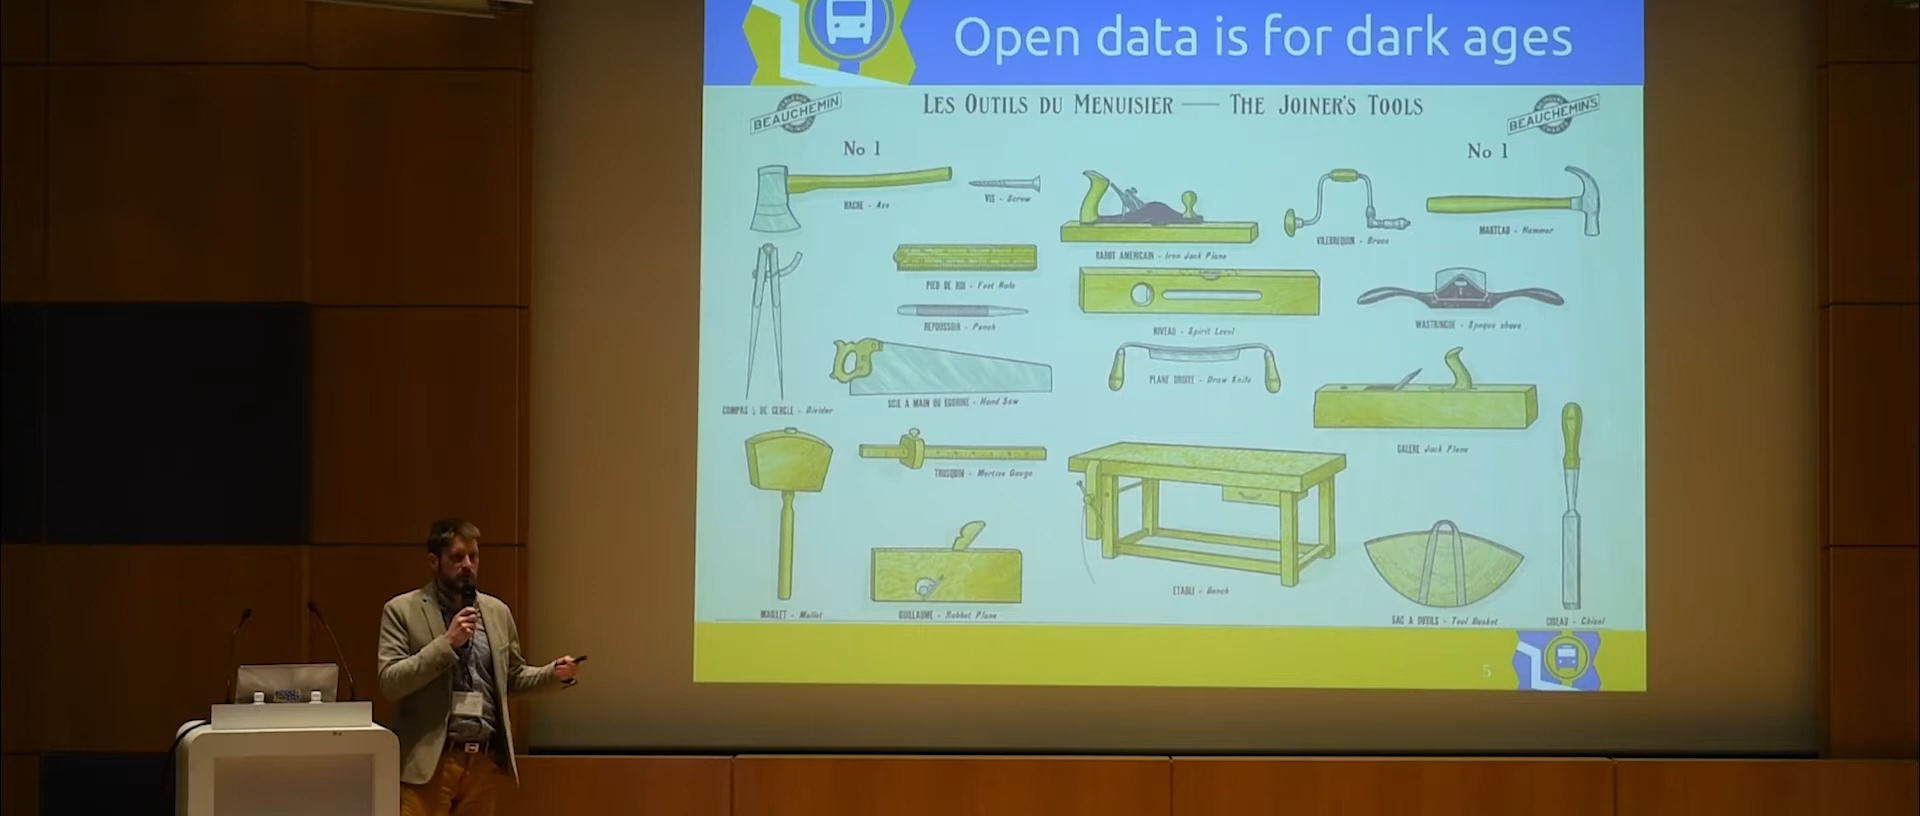 Open data is for dark ages
BEAUCHEMIN
LES OUTILS DU MENUISIER — THE JOINER'S TOOLS
BEAUCHEMIN'S
No 1
No 1
HACHE - Axe
VIS - Screw
RABOT AMERICAIN - Iron Jack Plane
VILEBREQUIN - Brace
MARTEAU - Hammer
PIED DE ROI - Foot Rule
REPOUSSOIR - Punch
NIVEAU - Spirit Level
WASTRINGUE - Spoque shave
COMPAS DE CERCLE - Divider
SCIE A MAIN OU EGOINE - Hand Saw
PLANE DROITE - Draw Knife
GALERE Jack Plane
TRUSQUIN - Mortise Gauge
MAILLET - Mallet
GUILLAUME - Rabbet Plane
ETABLI - Bench
SAC A OUTILS - Tool Basket
CISEAU - Chisel
5